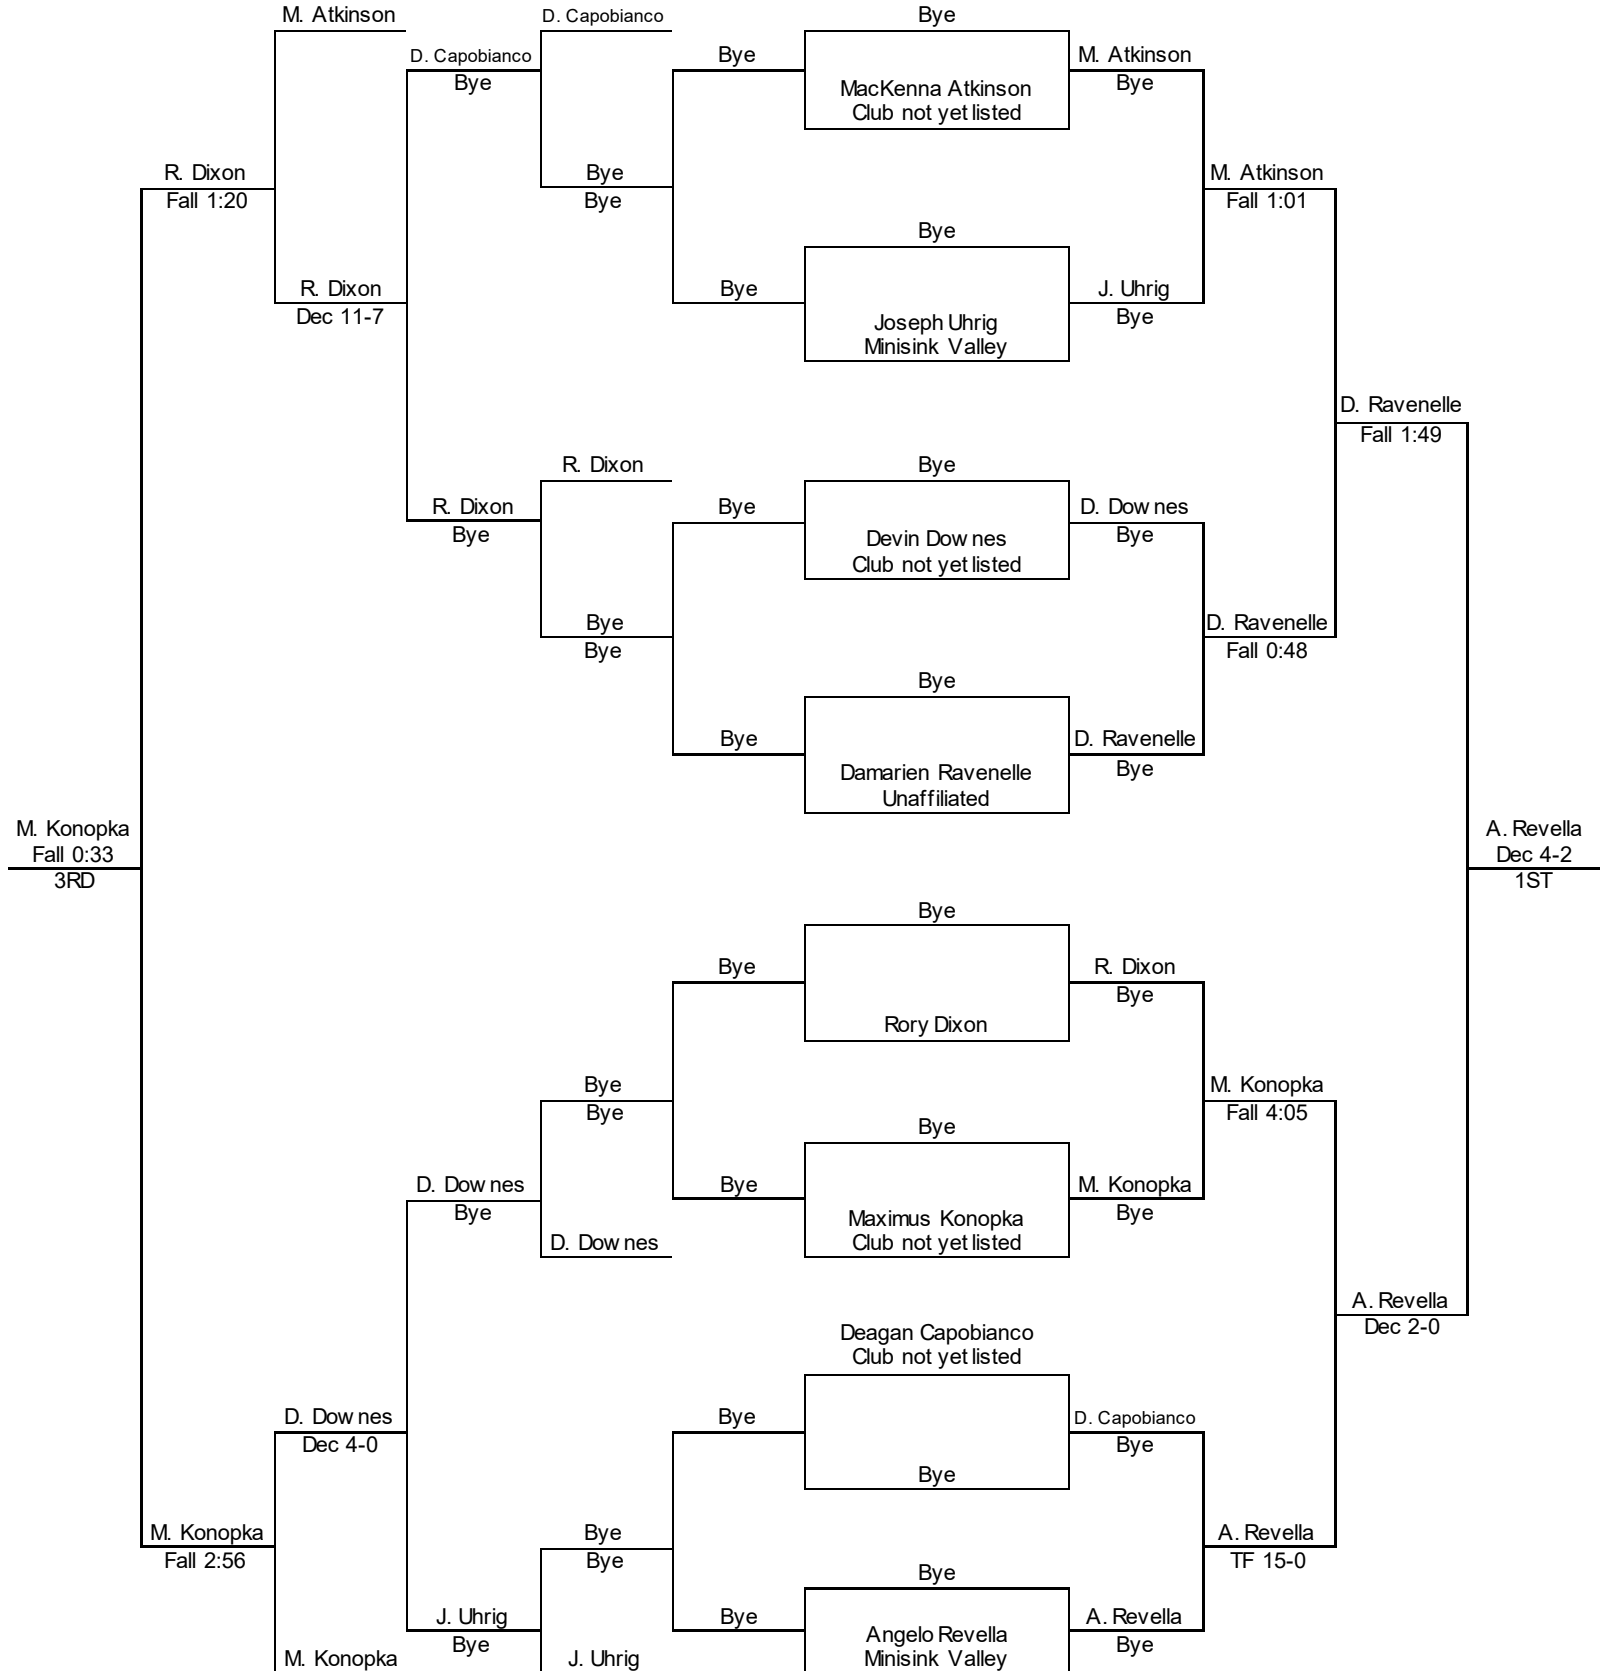 M. Atkinson
D. Capobianco
Bye
D. Capobianco
Bye
Bye
M. Atkinson
Bye
MacKenna Atkinson
Club not yet listed
Bye
R. Dixon
Fall 1:20
Bye
Bye
M. Atkinson
Fall 1:01
Bye
R. Dixon
Dec 11-7
Bye
J. Uhrig
Bye
Joseph Uhrig
Minisink Valley
D. Ravenelle
Fall 1:49
R. Dixon
Bye
R. Dixon
Bye
Bye
D. Downes
Bye
Devin Downes
Club not yet listed
Bye
Bye
D. Ravenelle
Fall 0:48
Bye
Bye
D. Ravenelle
Bye
Damarien Ravenelle
Unaffiliated
M. Konopka
Fall 0:33
3RD
A. Revella
Dec 4-2
1ST
Bye
Bye
R. Dixon
Bye
Rory Dixon
Bye
Bye
M. Konopka
Fall 4:05
Bye
D. Downes
Bye
Bye
M. Konopka
Bye
Maximus Konopka
Club not yet listed
D. Downes
A. Revella
Dec 2-0
Deagan Capobianco
Club not yet listed
D. Downes
Dec 4-0
Bye
D. Capobianco
Bye
Bye
M. Konopka
Fall 2:56
Bye
Bye
A. Revella
TF 15-0
Bye
J. Uhrig
Bye
Bye
A. Revella
Bye
Angelo Revella
Minisink Valley
M. Konopka
J. Uhrig